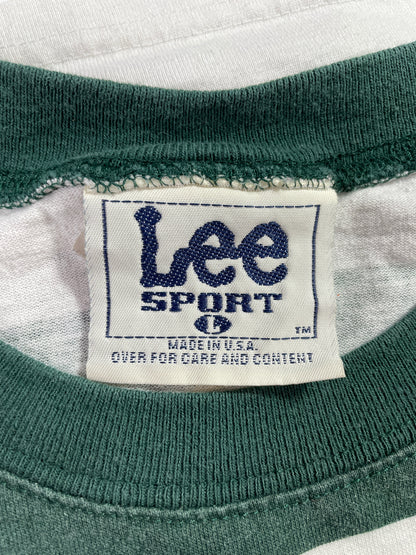 Lee
SPORT
L
TM
MADE IN U.S.A.
OVER FOR CARE AND CONTENT